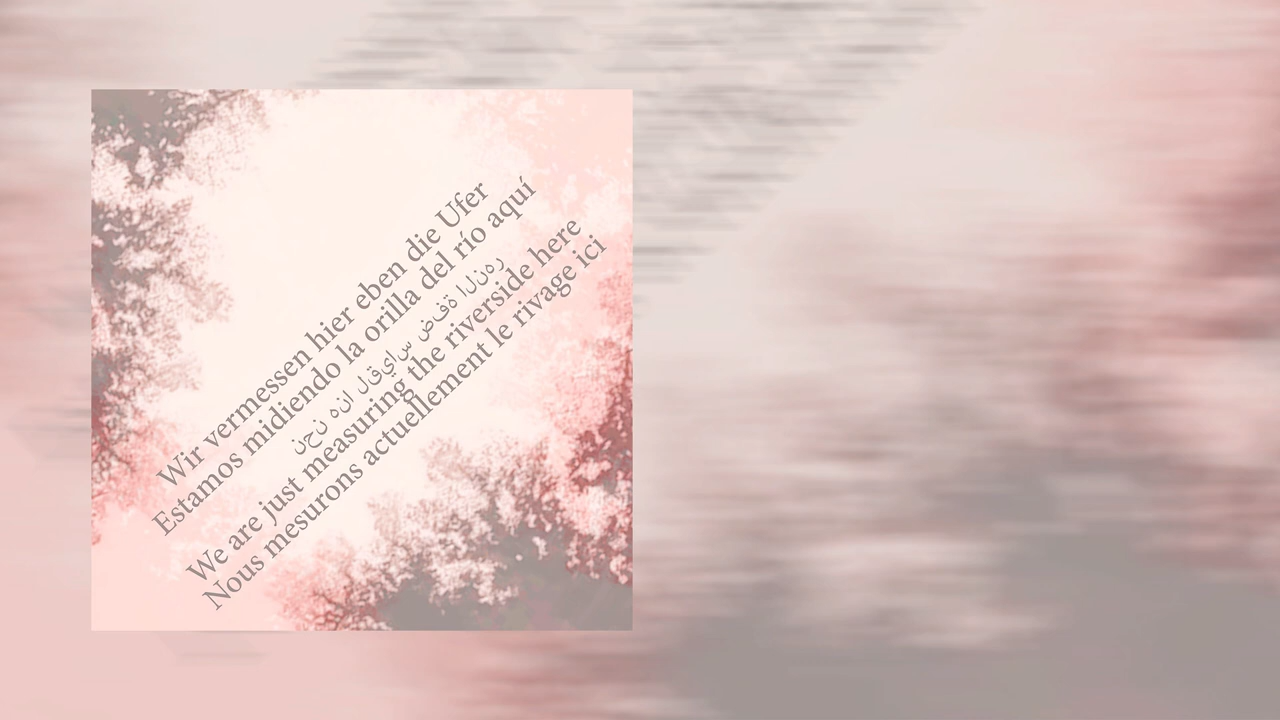 Wir vermessen hier eben die Ufer
Estamos midiendo la orilla del río aquí
نحن هنا لقياس ضفة النهر
We are just measuring the riverside here
Nous mesurons actuellement le rivage ici